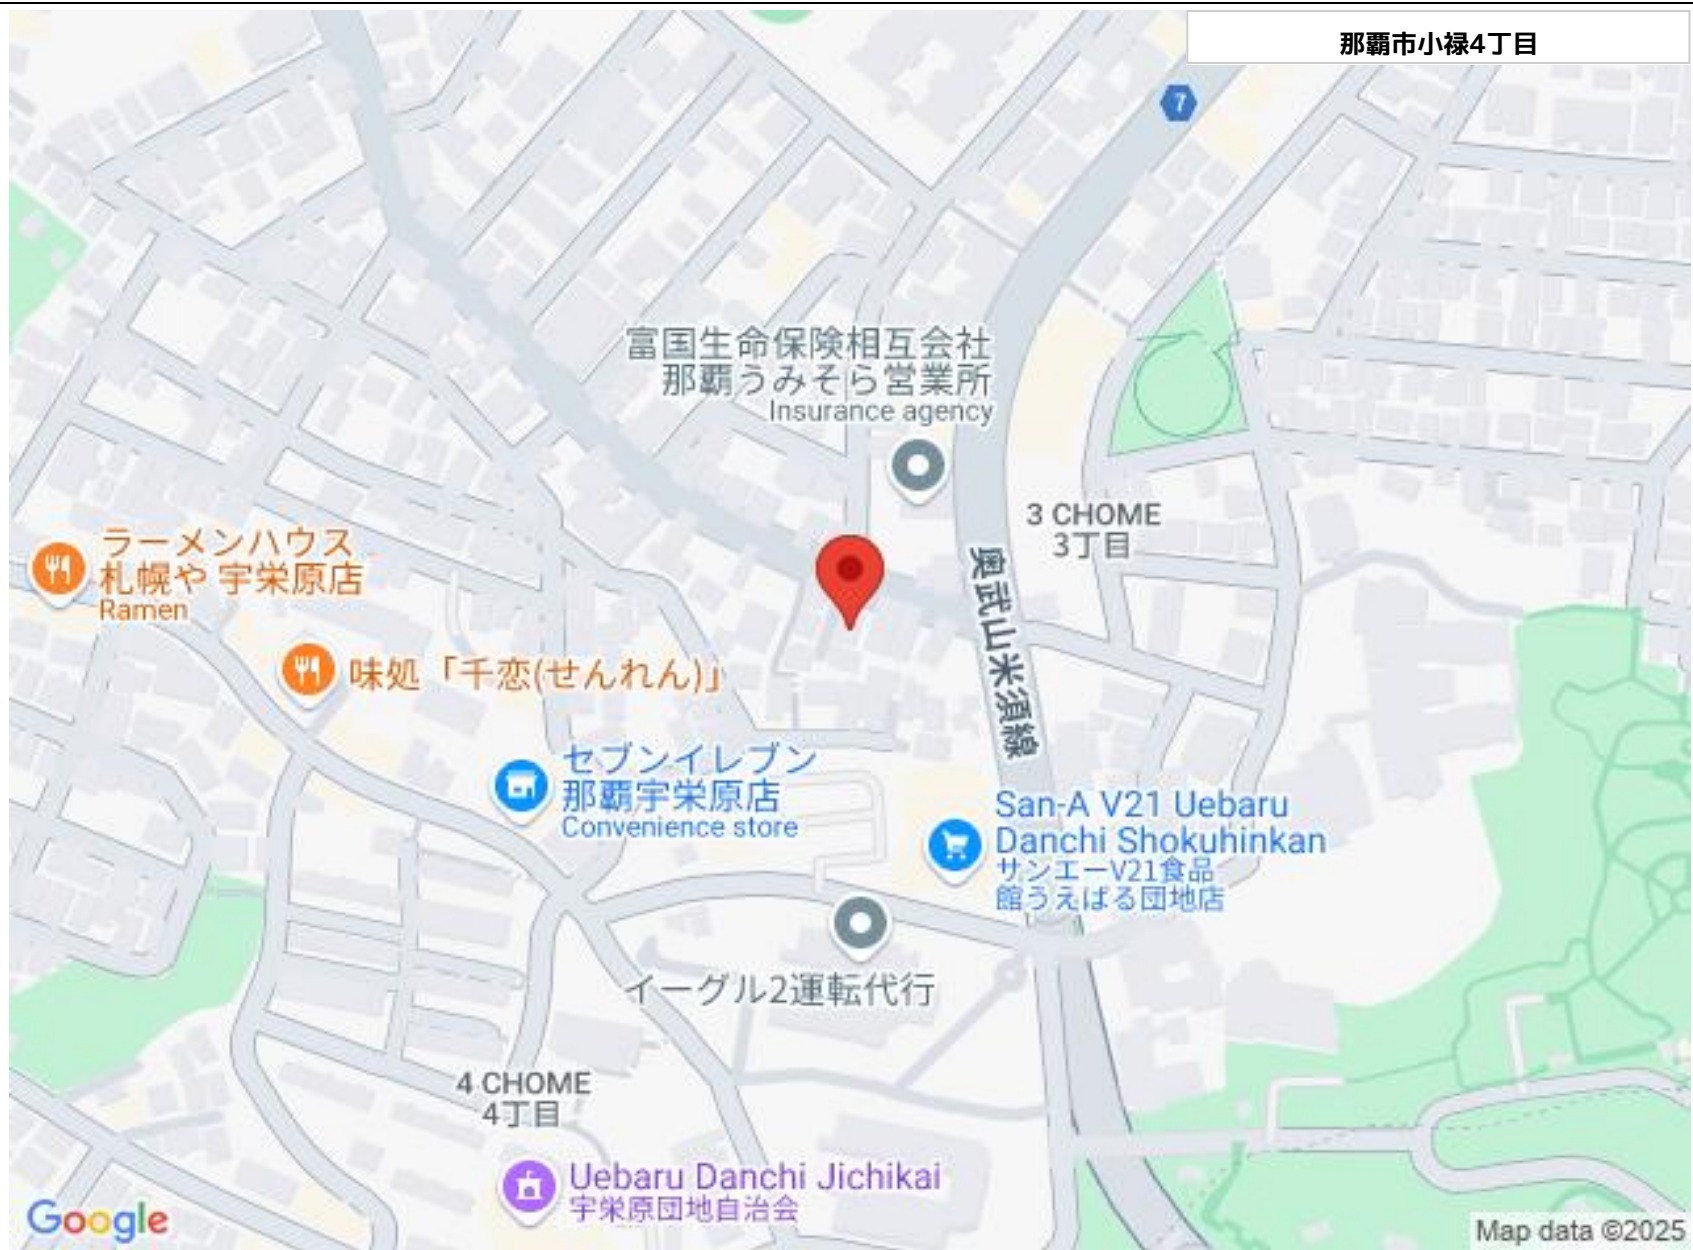 那覇市小禄4丁目
7
富国生命保険相互会社
那覇うみそら営業所
Insurance agency
3 CHOME
3丁目
奥武山米須線
ラーメンハウス
札幌や 宇栄原店
Ramen
味処「千恋(せんれん)」
セブンイレブン
那覇宇栄原店
Convenience store
San-A V21 Uebaru
Danchi Shokuhinkan
サンエーV21食品
館うえばる団地店
イーグル2運転代行
4 CHOME
4丁目
Uebaru Danchi Jichikai
宇栄原団地自治会
Google
Map data ©2025